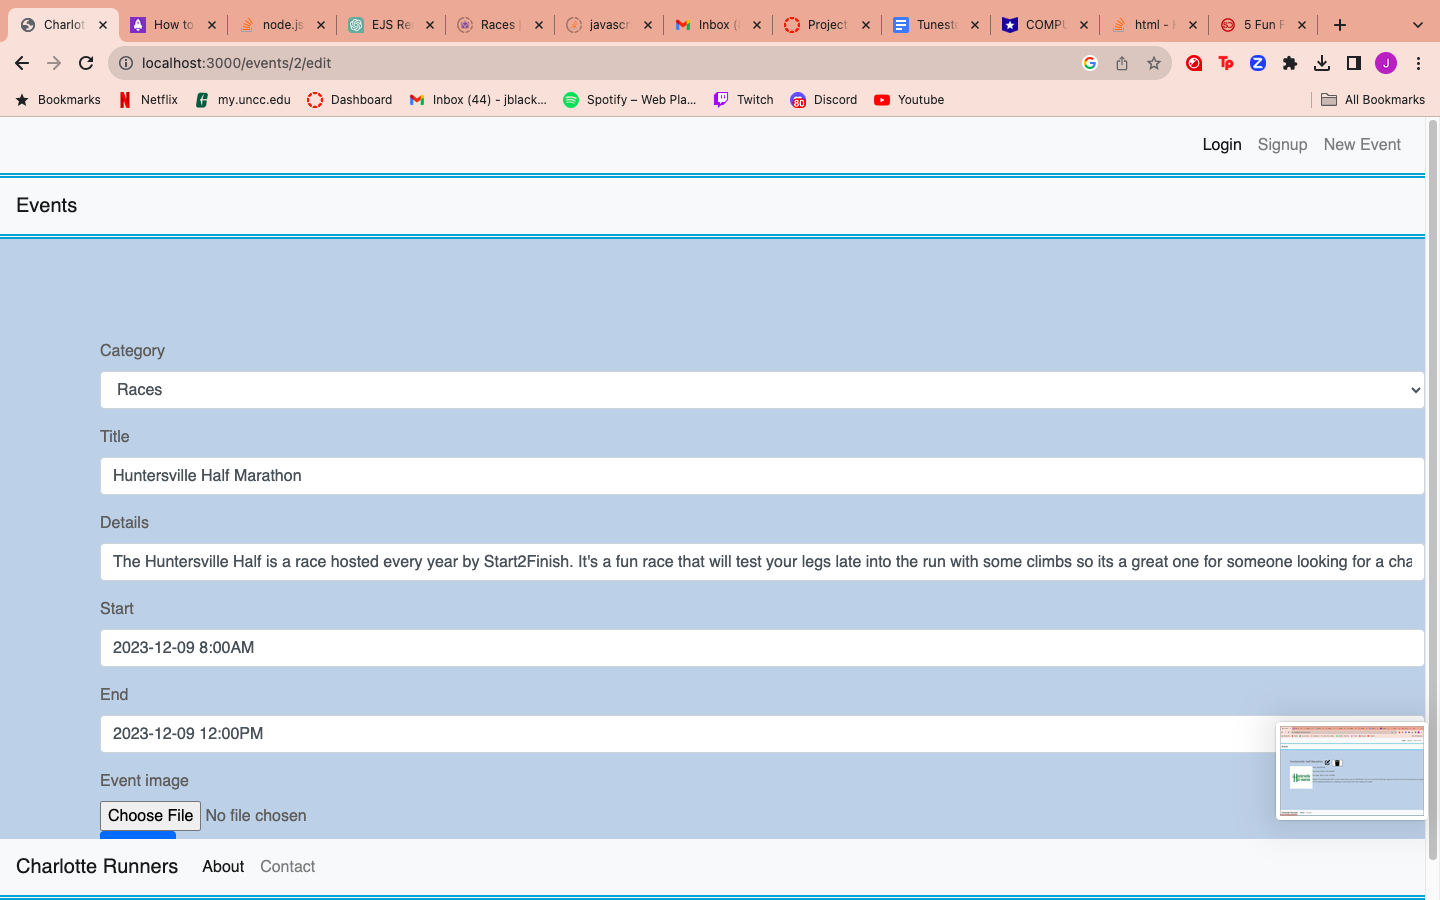 Charlot How to node.js EJS Re Races javascr Inbox ( Project Tunest COMPU html - 5 Fun F
localhost:3000/events/2/edit
Bookmarks Netflix my.uncc.edu Dashboard Inbox (44) - jblack... Spotify – Web Pla... Twitch 80 Discord Youtube All Bookmarks
Login Signup New Event
Events
Category
Races
Title
Huntersville Half Marathon
Details
The Huntersville Half is a race hosted every year by Start2Finish. It's a fun race that will test your legs late into the run with some climbs so its a great one for someone looking for a cha
Start
2023-12-09 8:00AM
End
2023-12-09 12:00PM
Event image
Choose File No file chosen
Charlotte Runners About Contact